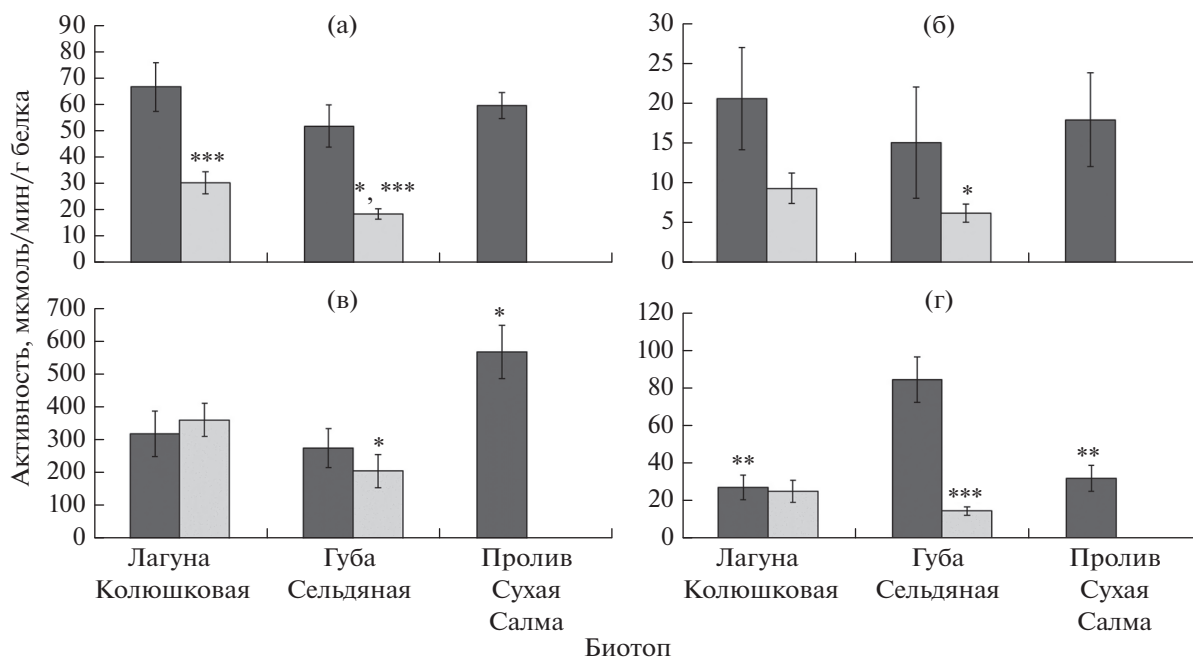 Активность, мкмоль/мин/г белка
(а)
90
80
70
60
50
40
30
20
10
0
***
*, ***
(б)
30
25
20
15
10
5
0
*
(в)
700
600
500
400
300
200
100
0
*
*
Лагуна
Колюшковая
Губа
Сельдяная
Пролив
Сухая
Салма
(г)
120
100
80
60
40
20
0
**
***
**
Лагуна
Колюшковая
Губа
Сельдяная
Пролив
Сухая
Салма
Биотоп